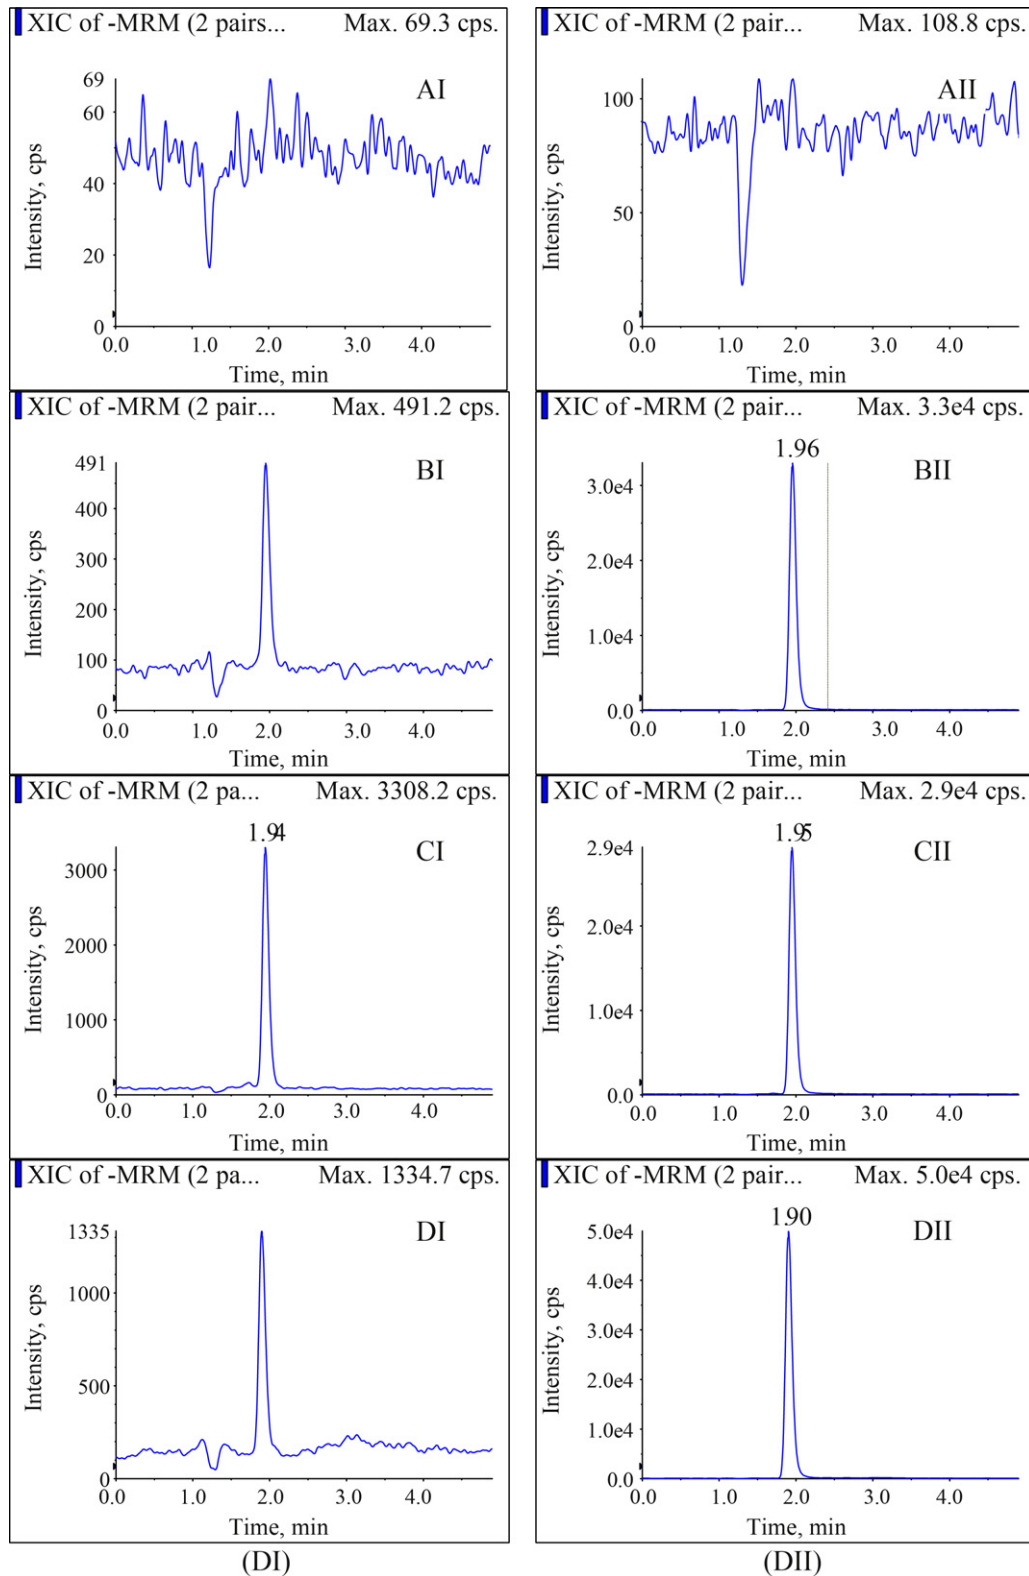 XIC of -MRM (2 pairs... Max. 69.3 cps.
AI
Intensity, cps
69
60
40
20
0
0.0 1.0 2.0 3.0 4.0
Time, min
XIC of -MRM (2 pair... Max. 108.8 cps.
AII
Intensity, cps
100
50
0
0.0 1.0 2.0 3.0 4.0
Time, min
XIC of -MRM (2 pair... Max. 491.2 cps.
BI
Intensity, cps
491
400
300
200
100
0
0.0 1.0 2.0 3.0 4.0
Time, min
XIC of -MRM (2 pair... Max. 3.3e4 cps.
1.96
BII
Intensity, cps
3.0e4
2.0e4
1.0e4
0.0
0.0 1.0 2.0 3.0 4.0
Time, min
XIC of -MRM (2 pa... Max. 3308.2 cps.
1.94
CI
Intensity, cps
3000
2000
1000
0
0.0 1.0 2.0 3.0 4.0
Time, min
XIC of -MRM (2 pair... Max. 2.9e4 cps.
1.95
CII
Intensity, cps
2.9e4
2.0e4
1.0e4
0.0
0.0 1.0 2.0 3.0 4.0
Time, min
XIC of -MRM (2 pa... Max. 1334.7 cps.
DI
Intensity, cps
1335
1000
500
0
0.0 1.0 2.0 3.0 4.0
Time, min
(DI)
XIC of -MRM (2 pair... Max. 5.0e4 cps.
1.90
DII
Intensity, cps
5.0e4
4.0e4
3.0e4
2.0e4
1.0e4
0.0
0.0 1.0 2.0 3.0 4.0
Time, min
(DII)